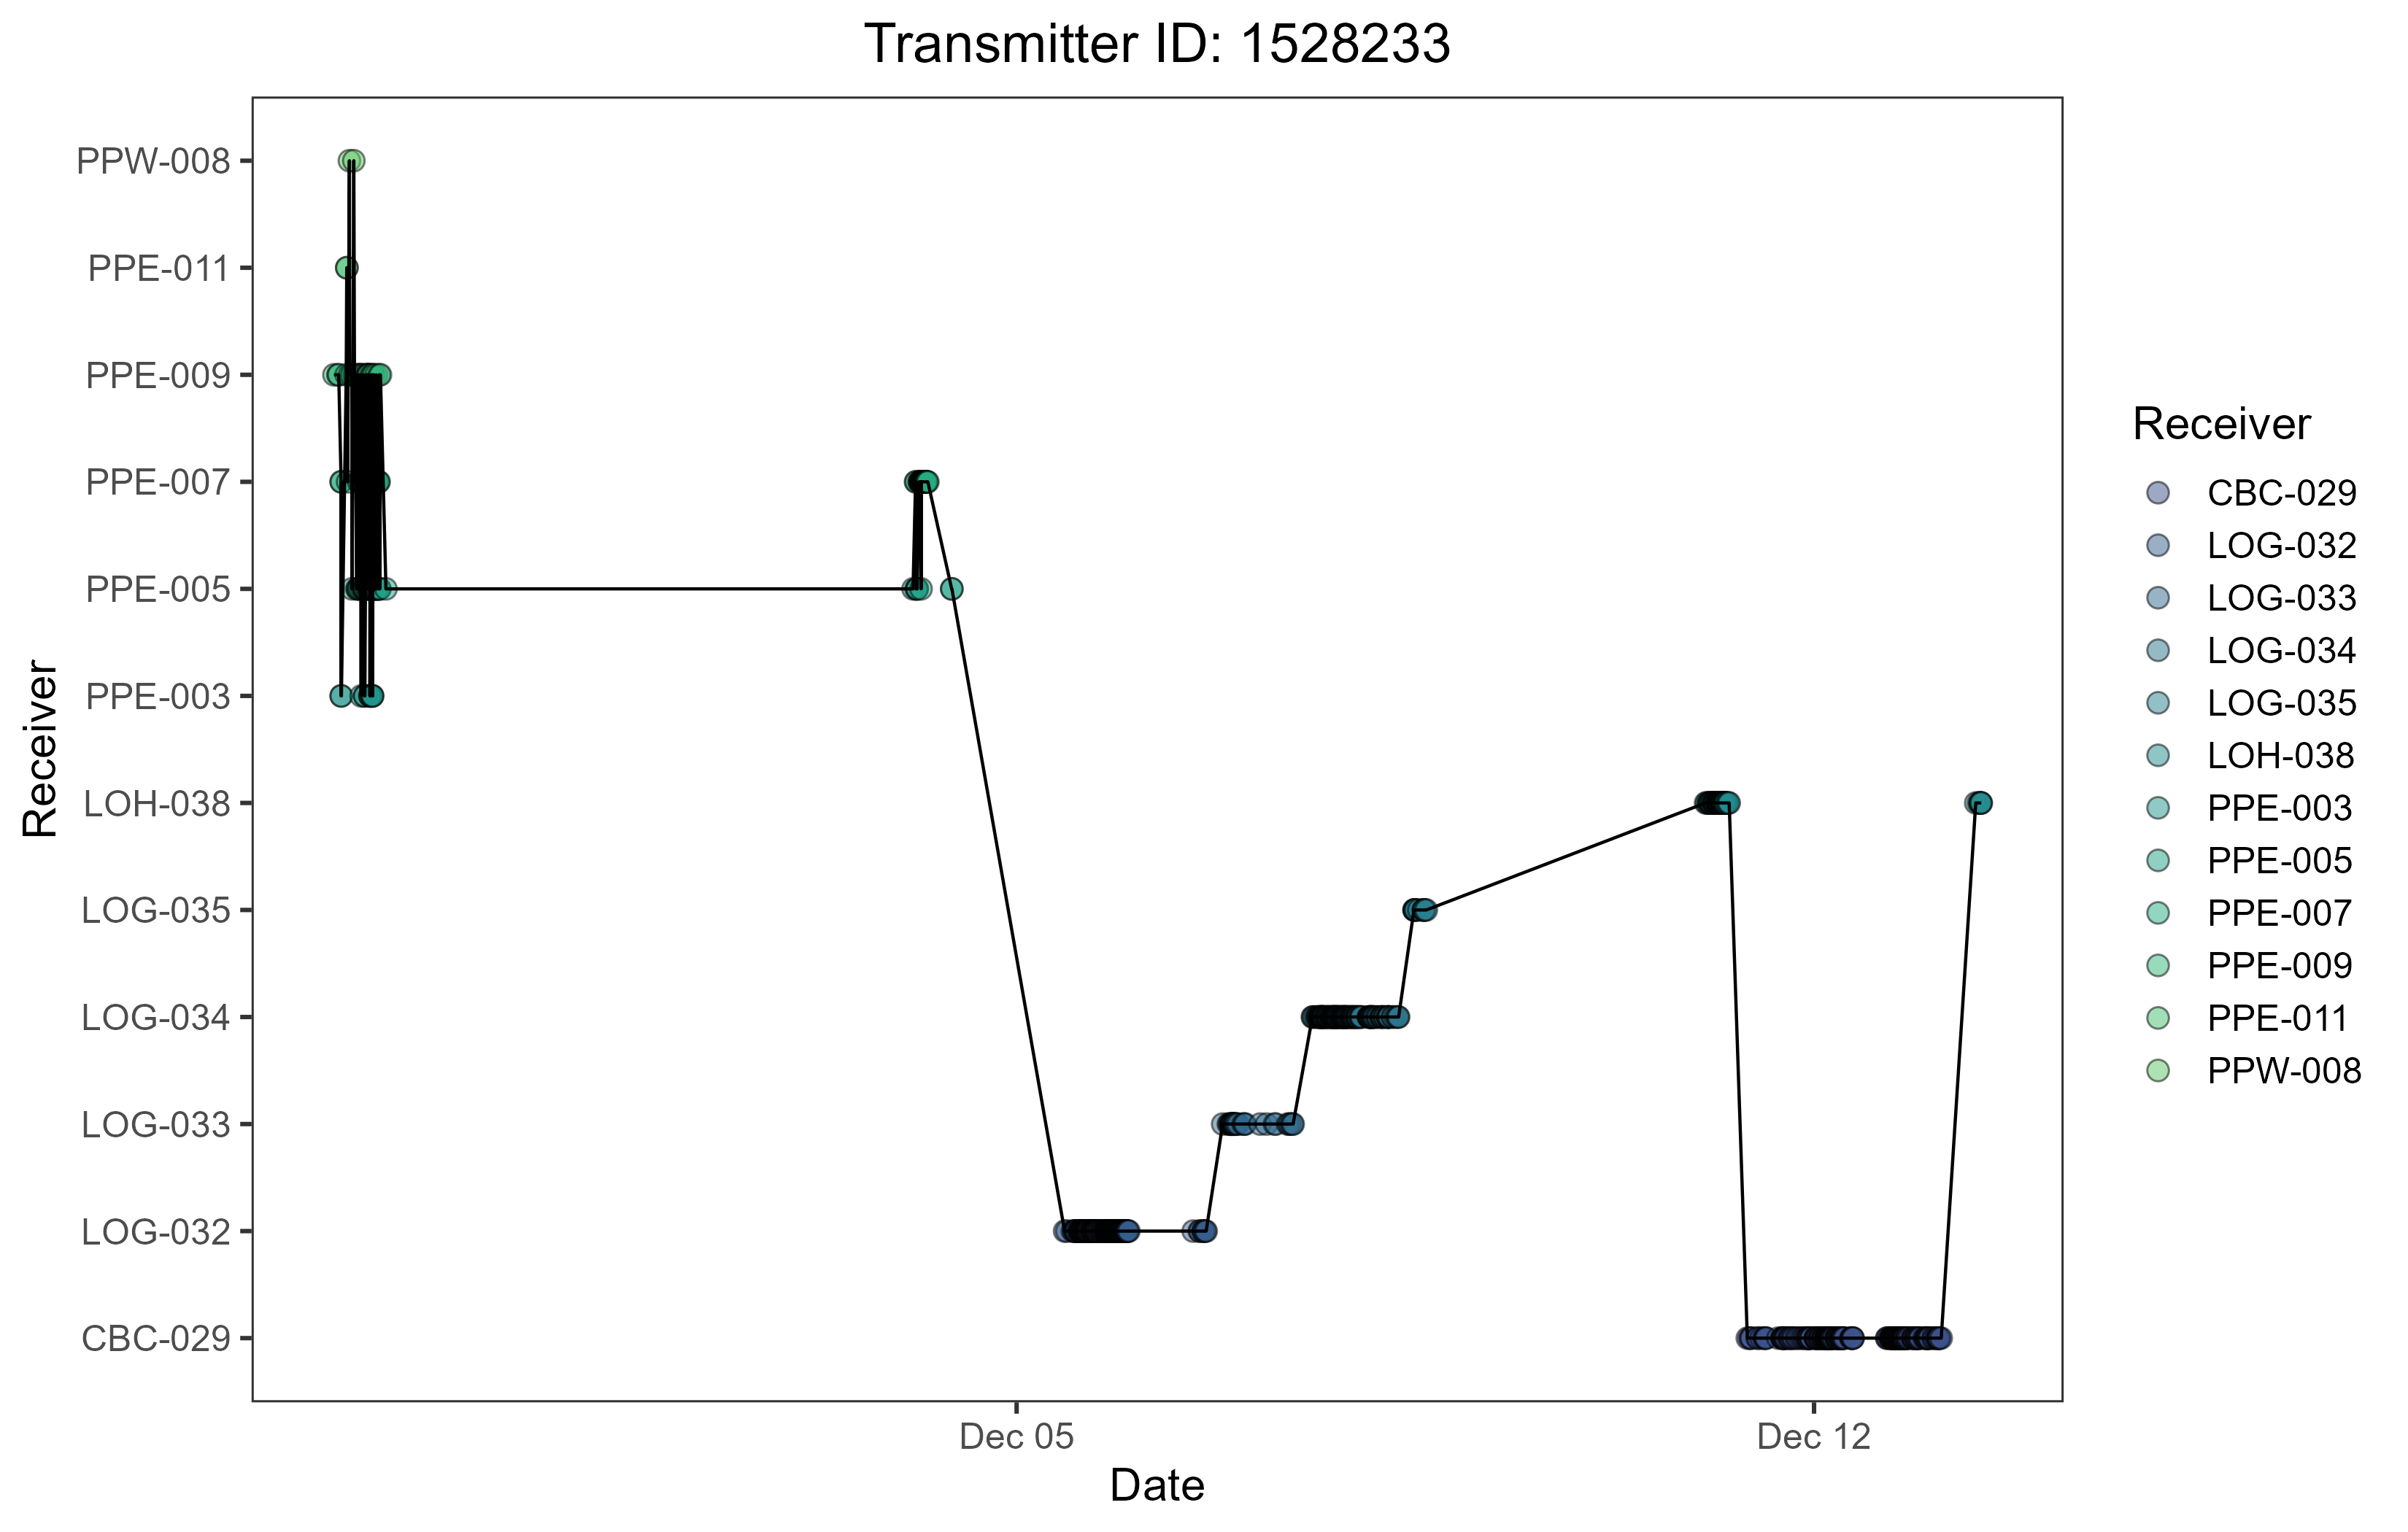 Transmitter ID: 1528233
PPW-008
PPE-011
PPE-009
PPE-007
PPE-005
PPE-003
LOH-038
LOG-035
LOG-034
LOG-033
LOG-032
CBC-029
Receiver
Dec 05
Dec 12
Date
Receiver
CBC-029
LOG-032
LOG-033
LOG-034
LOG-035
LOH-038
PPE-003
PPE-005
PPE-007
PPE-009
PPE-011
PPW-008